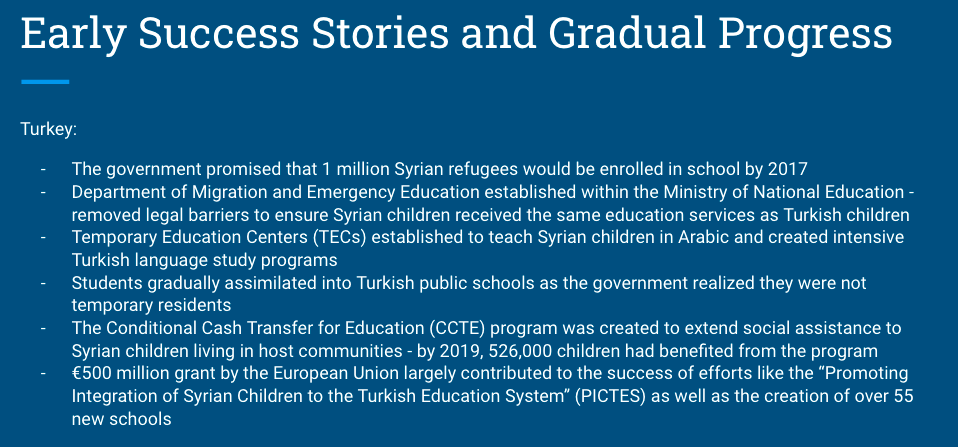 Early Success Stories and Gradual Progress
Turkey:
- The government promised that 1 million Syrian refugees would be enrolled in school by 2017
- Department of Migration and Emergency Education established within the Ministry of National Education -
removed legal barriers to ensure Syrian children received the same education services as Turkish children
- Temporary Education Centers (TECs) established to teach Syrian children in Arabic and created intensive
Turkish language study programs
- Students gradually assimilated into Turkish public schools as the government realized they were not
temporary residents
- The Conditional Cash Transfer for Education (CCTE) program was created to extend social assistance to
Syrian children living in host communities - by 2019, 526,000 children had benefited from the program
- €500 million grant by the European Union largely contributed to the success of efforts like the “Promoting
Integration of Syrian Children to the Turkish Education System” (PICTES) as well as the creation of over 55
new schools